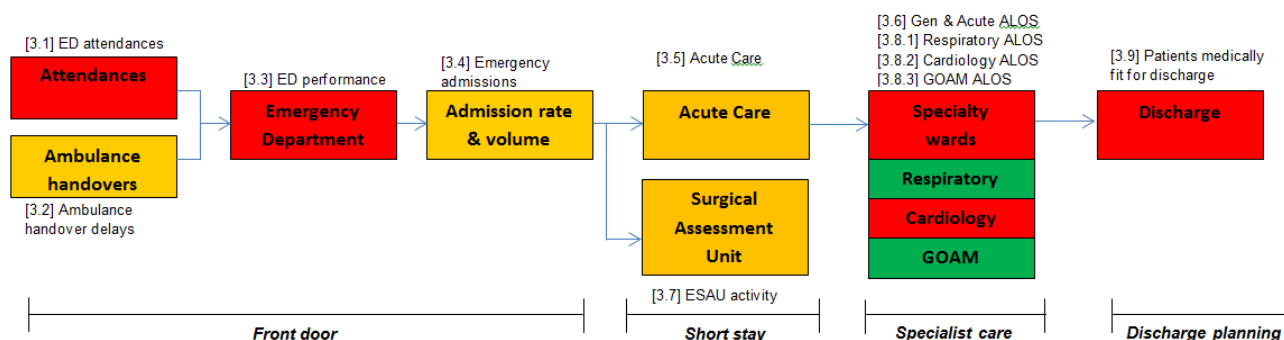 [3.1] ED attendances
Attendances
Ambulance
handovers
[3.2] Ambulance
handover delays
[3.3] ED performance
Emergency
Department
[3.4] Emergency
admissions
Admission rate
& volume
[3.5] Acute Care
Acute Care
Surgical
Assessment
Unit
[3.7] ESAU activity
[3.6] Gen & Acute ALOS
[3.8.1] Respiratory ALOS
[3.8.2] Cardiology ALOS
[3.8.3] GOAM ALOS
Specialty
wards
Respiratory
Cardiology
GOAM
[3.9] Patients medically
fit for discharge
Discharge
Front door
Short stay
Specialist care
Discharge planning